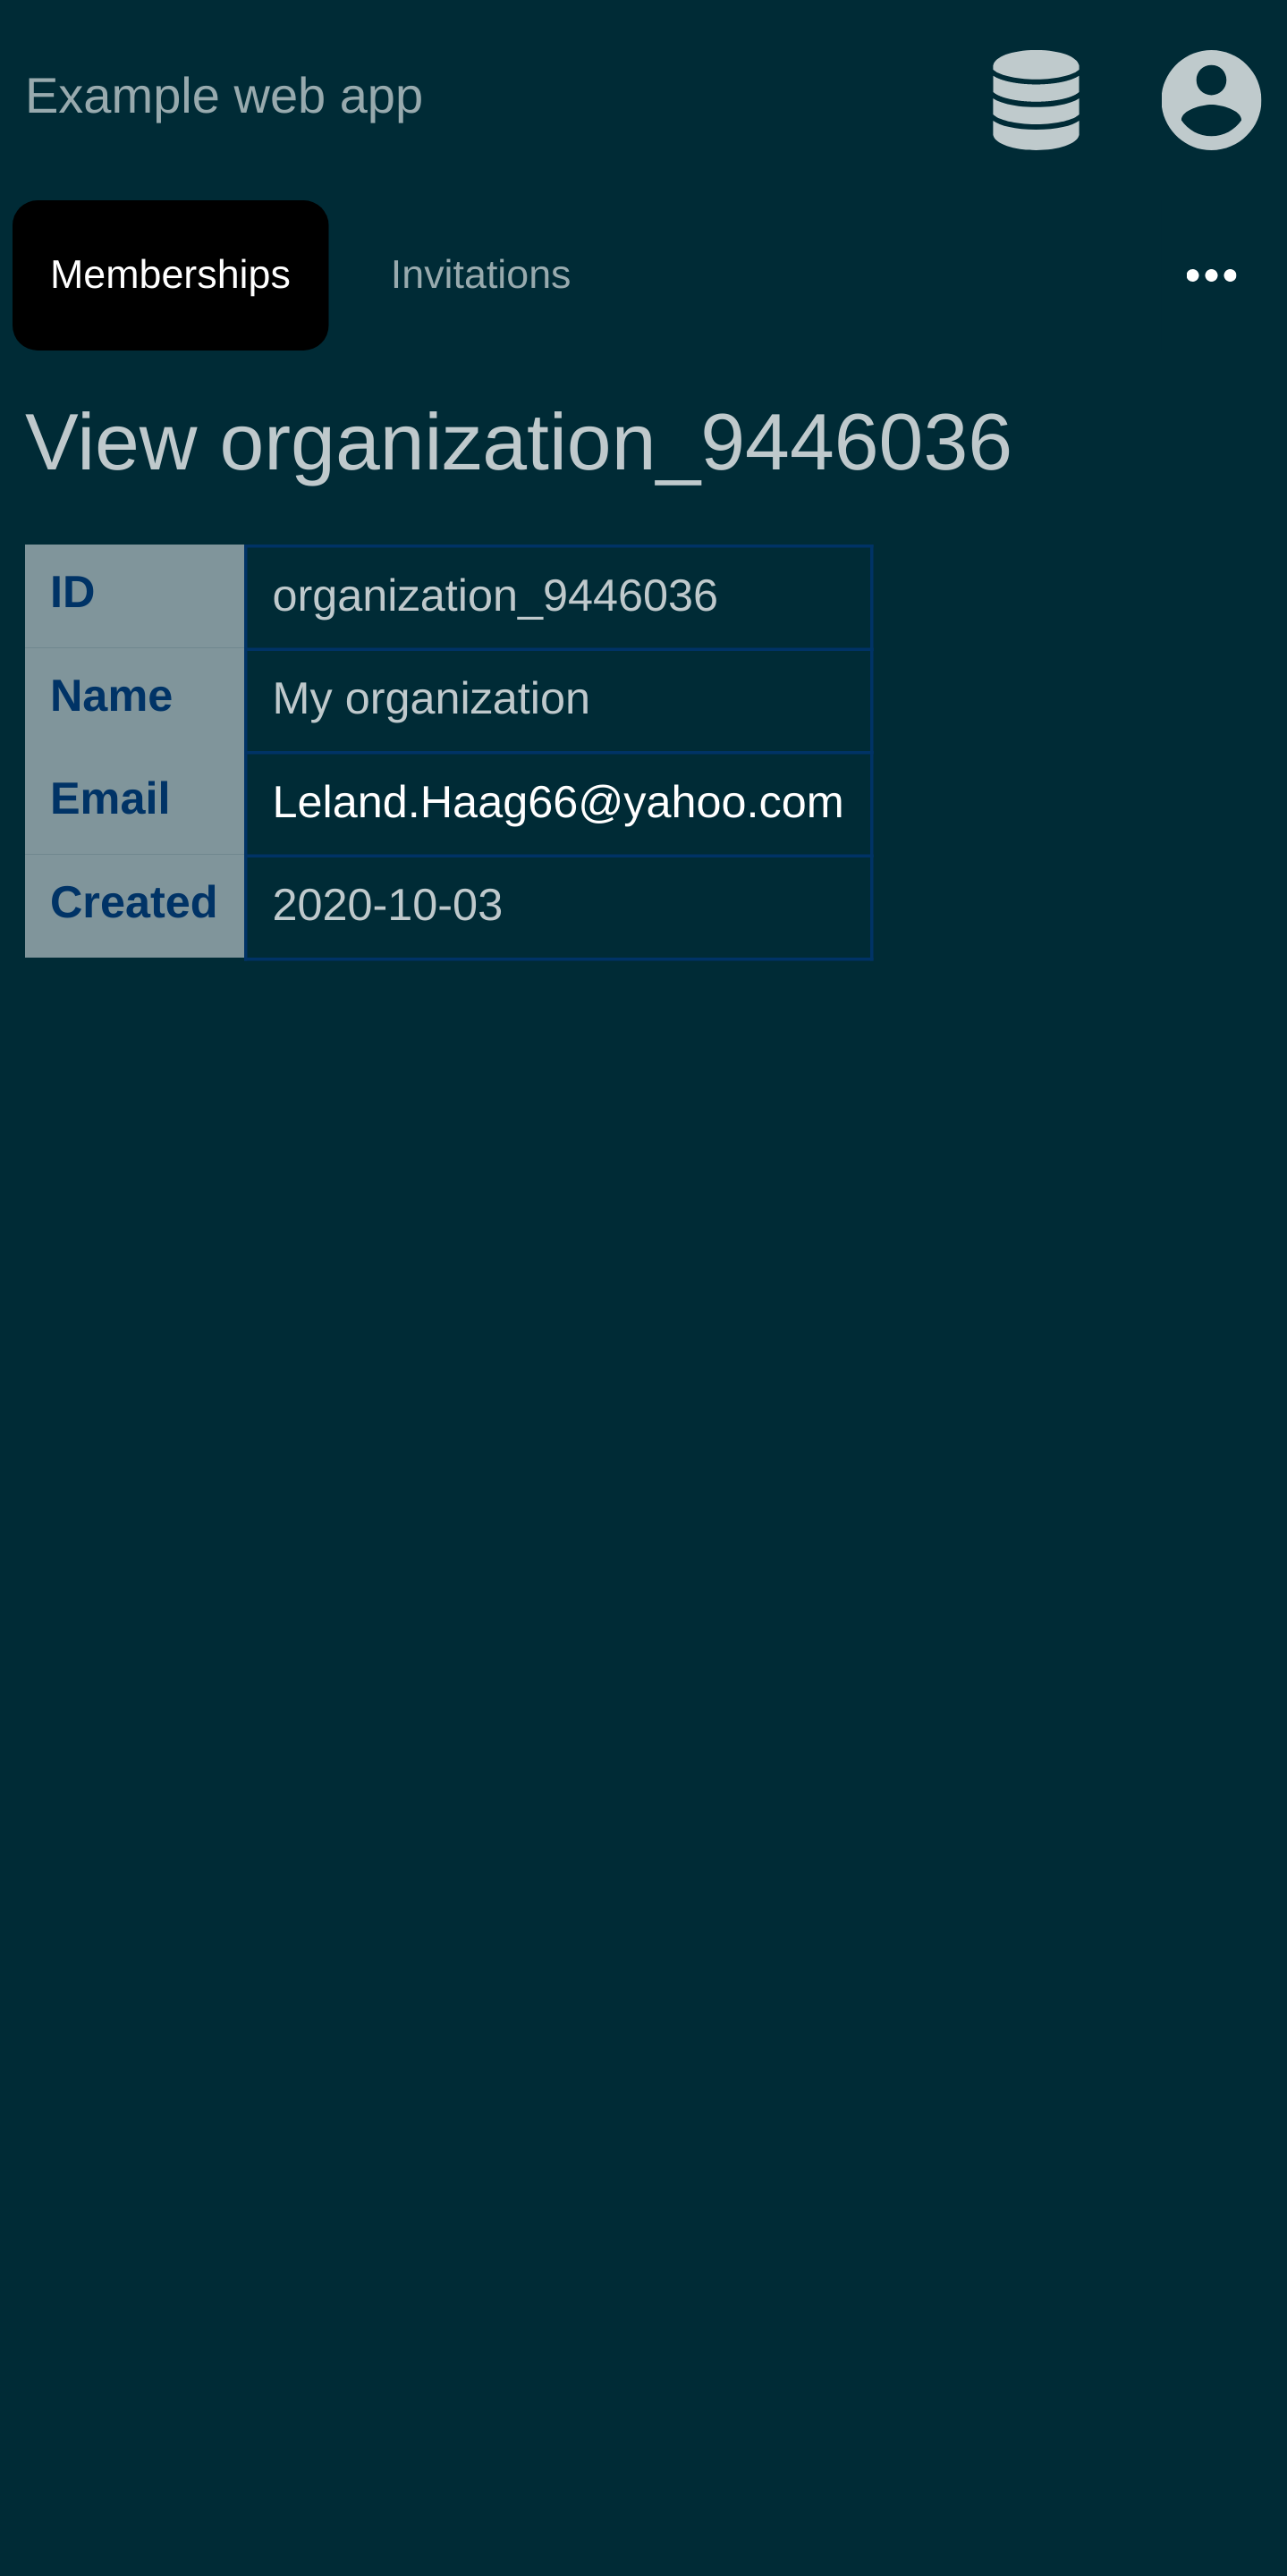 Example web app
Memberships Invitations
View organization_9446036
ID organization_9446036
Name My organization
Email Leland.Haag66@yahoo.com
Created 2020-10-03